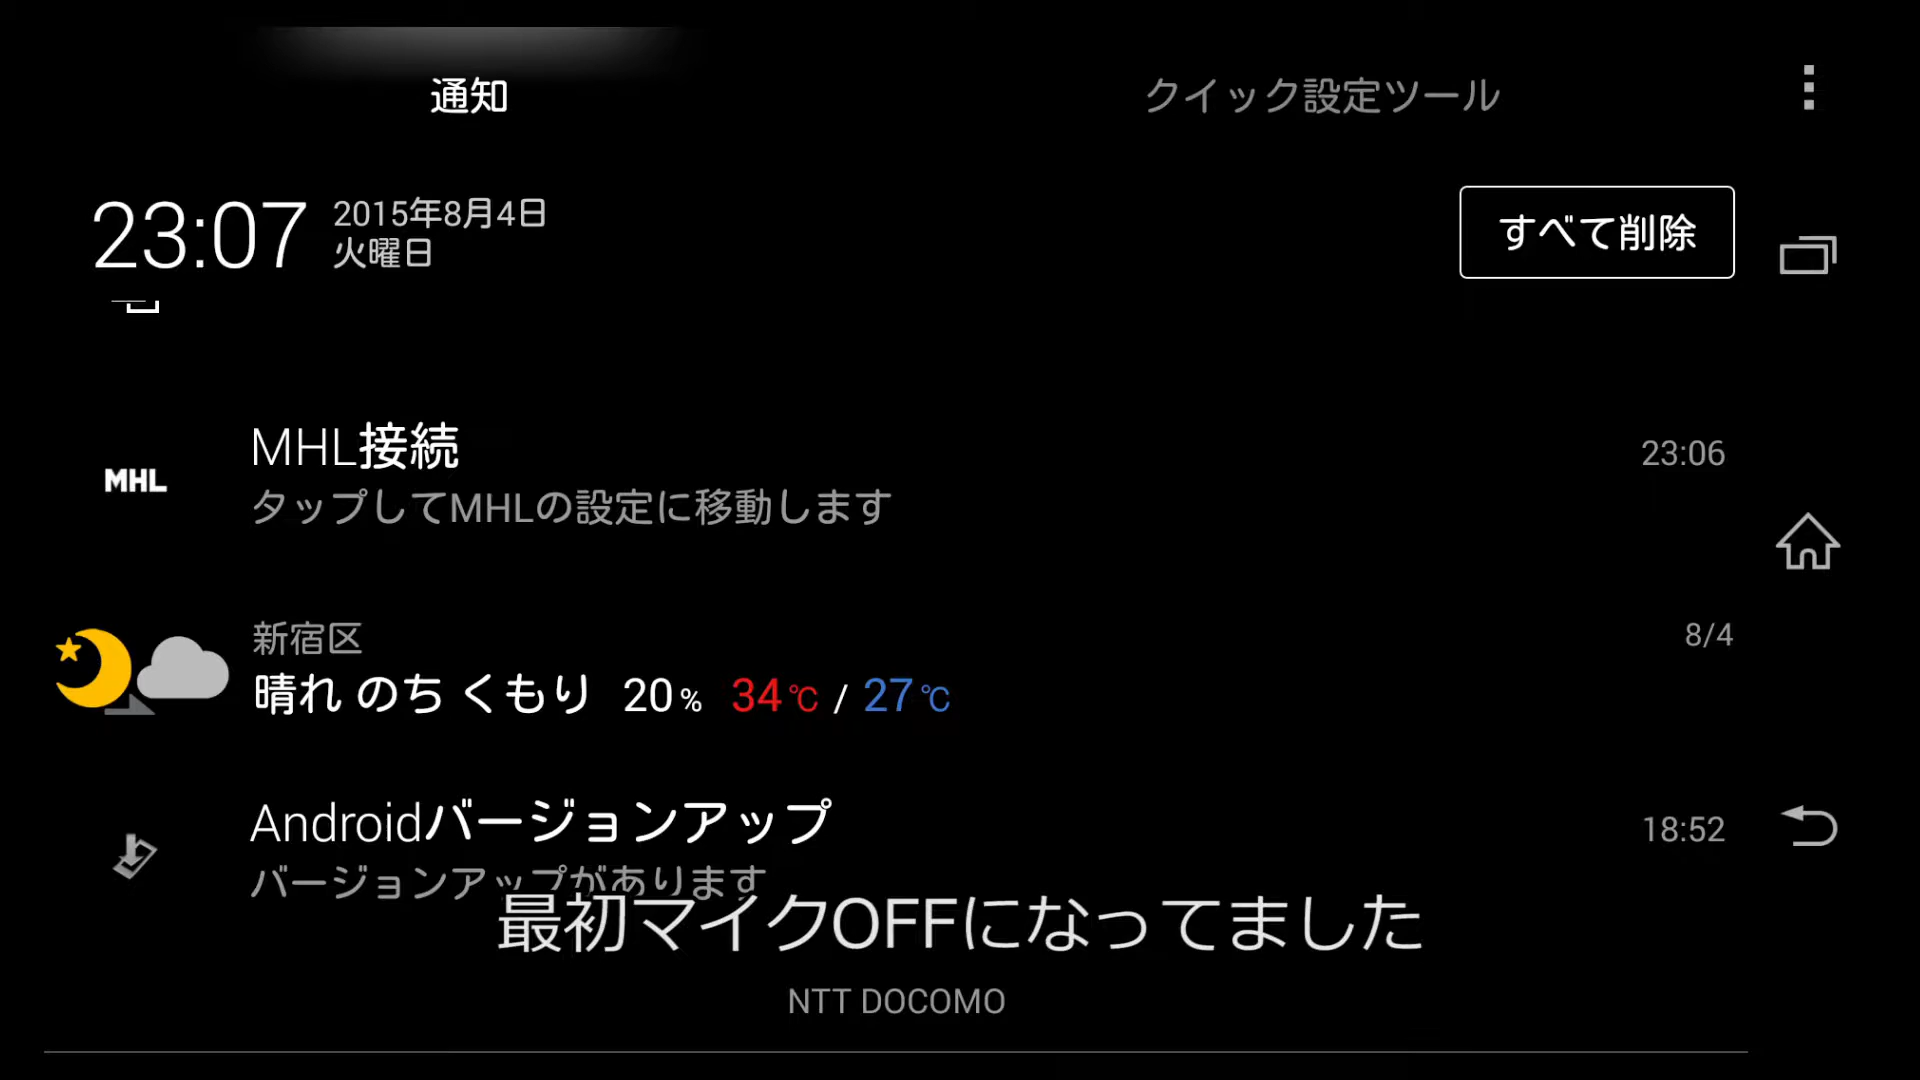 通知
クイック設定ツール
23:07
2015年8月4日
火曜日
すべて削除
MHL
MHL接続
23:06
タップしてMHLの設定に移動します
新宿区
8/4
晴れ のち くもり 20% 34℃ / 27℃
Androidバージョンアップ
18:52
バージョンアップがあります
最初マイクOFFになってました
NTT DOCOMO